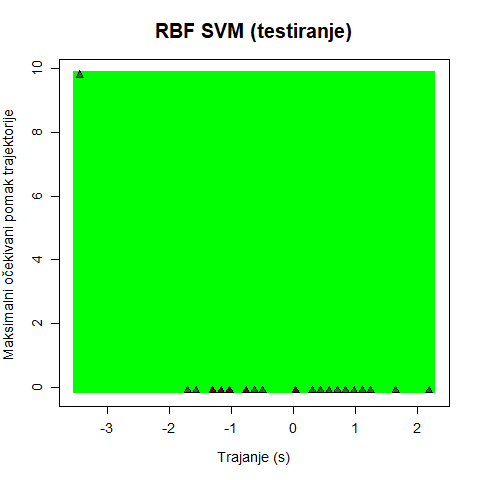 RBF SVM (testiranje)
Maksimalni očekivani pomak trajektorije
10
8
6
4
2
0
-3 -2 -1 0 1 2
Trajanje (s)